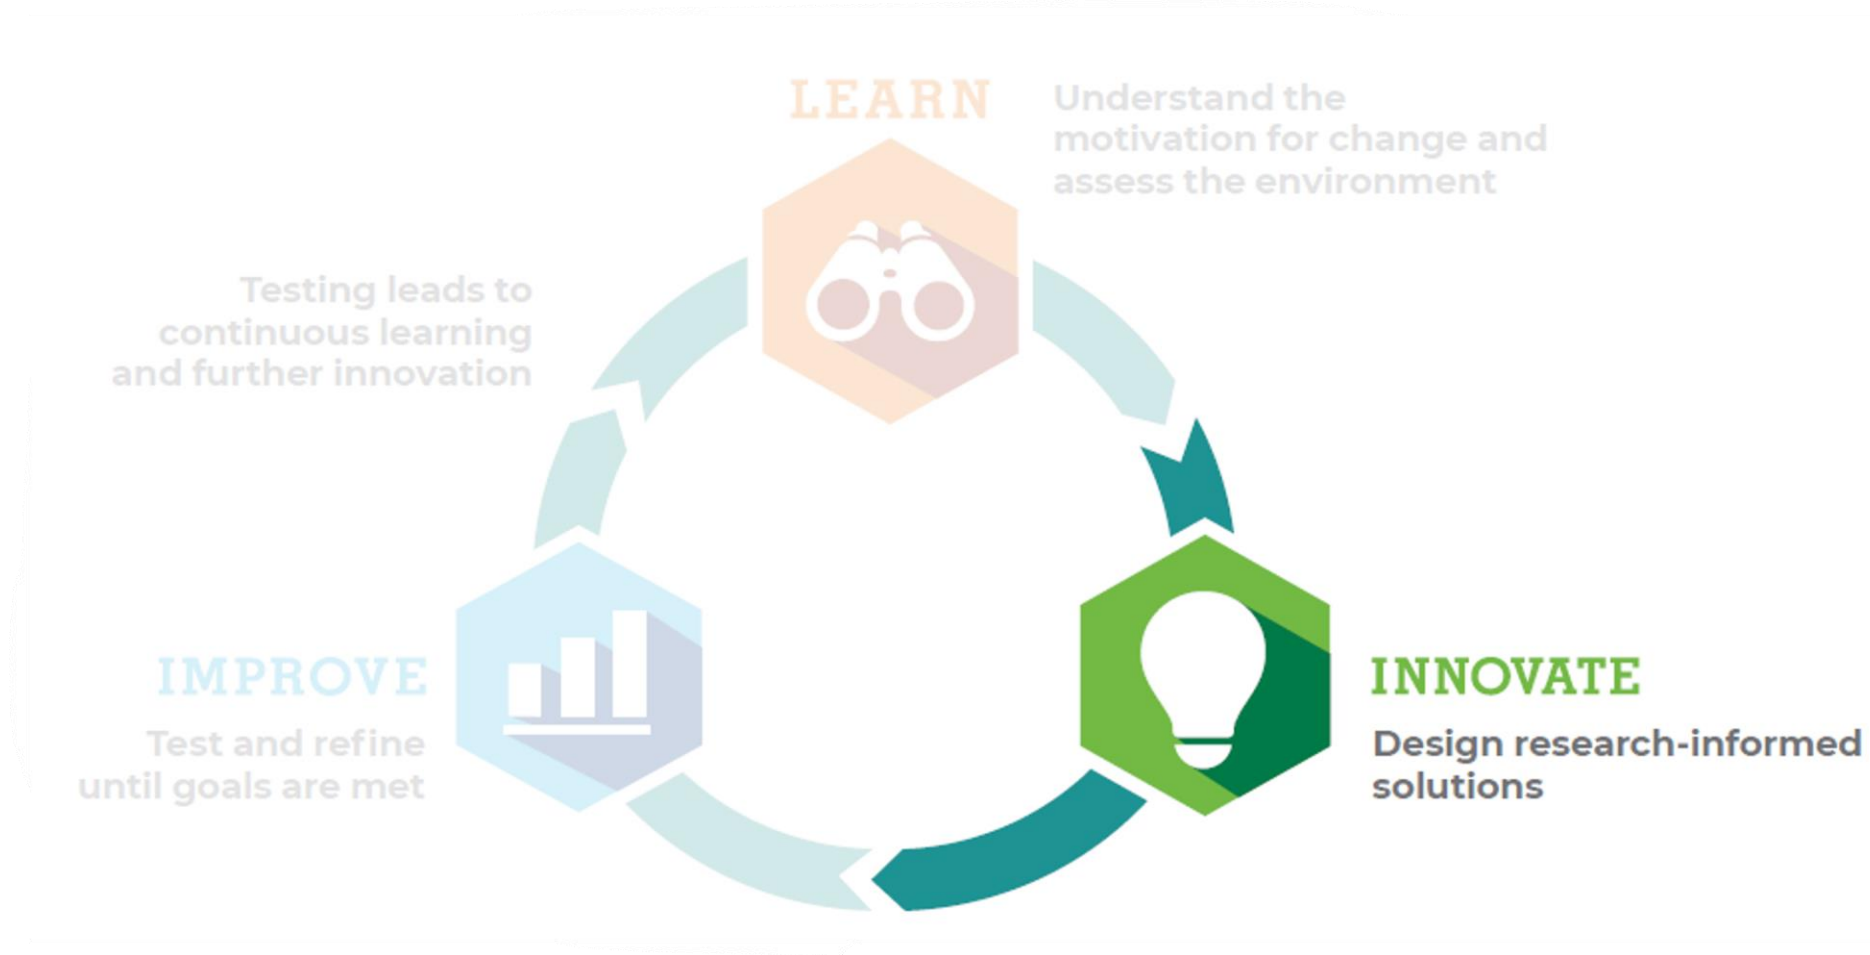 LEARN
Understand the
motivation for change and
assess the environment
Testing leads to
continuous learning
and further innovation
IMPROVE
Test and refine
until goals are met
INNOVATE
Design research-informed
solutions